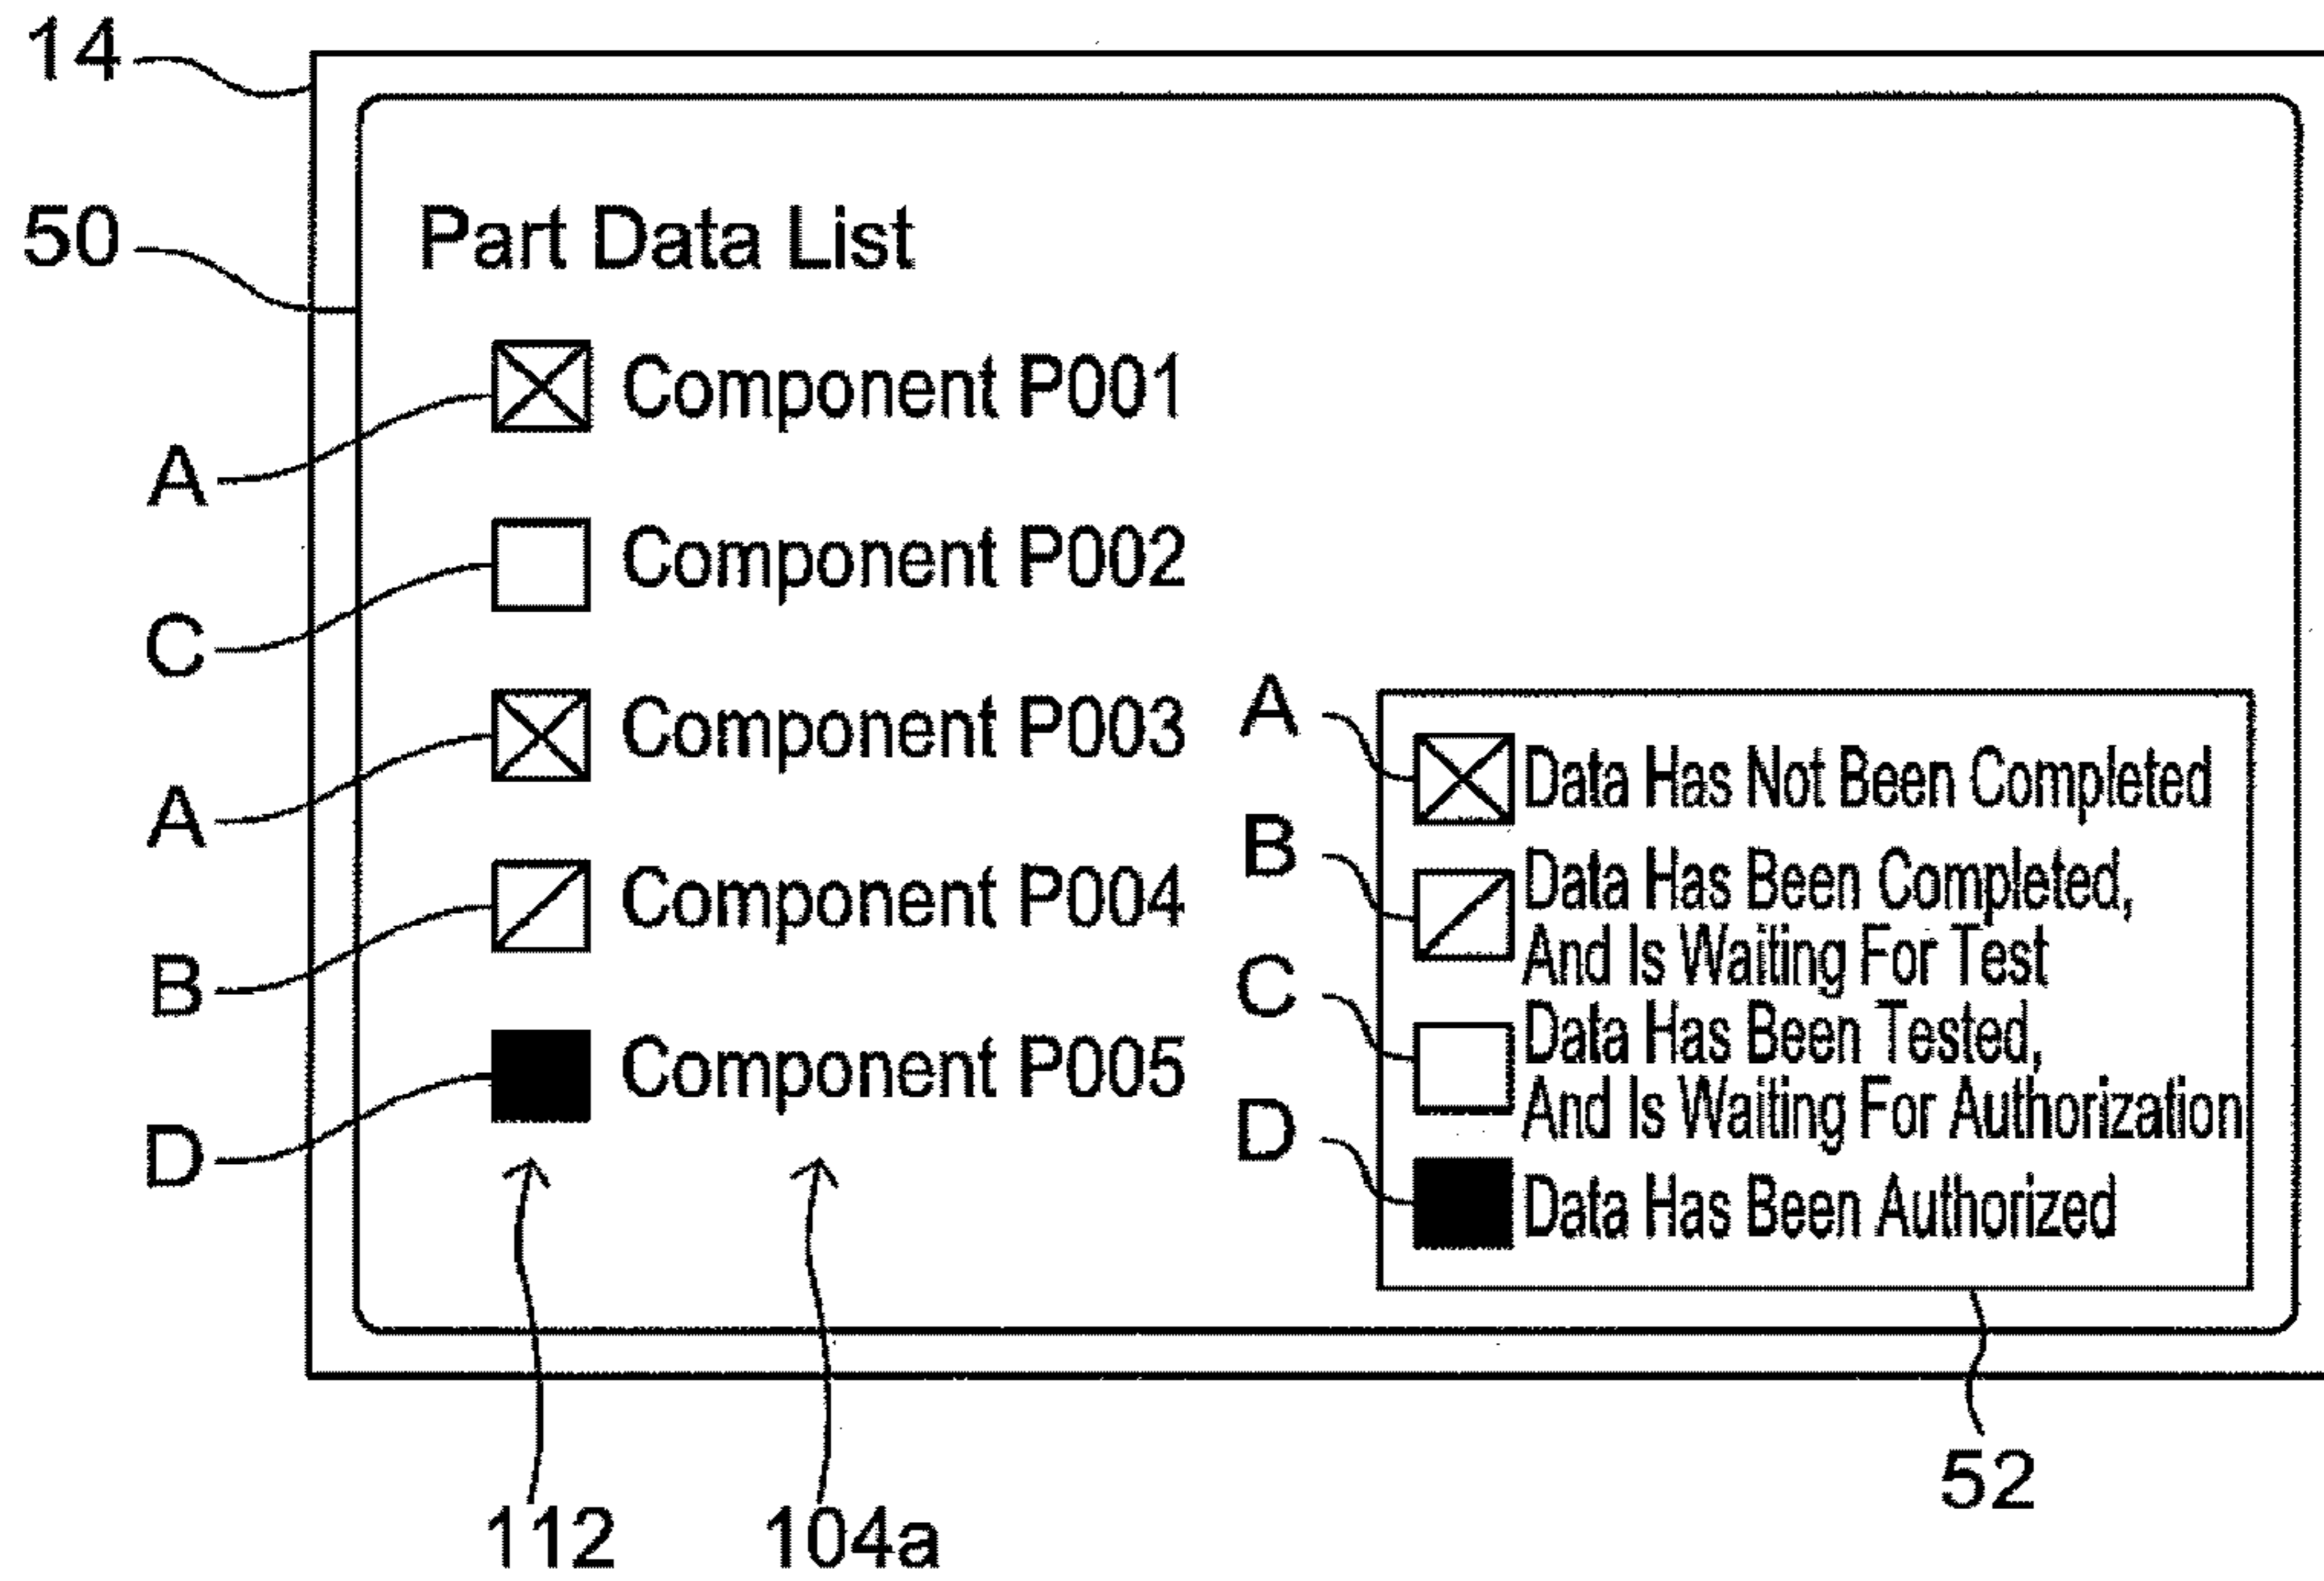 14
50
Part Data List
A
Component P001
C
Component P002
A
Component P003
B
Component P004
D
Component P005
A
Data Has Not Been Completed
B
Data Has Been Completed,
And Is Waiting For Test
C
Data Has Been Tested,
And Is Waiting For Authorization
D
Data Has Been Authorized
112
104a
52